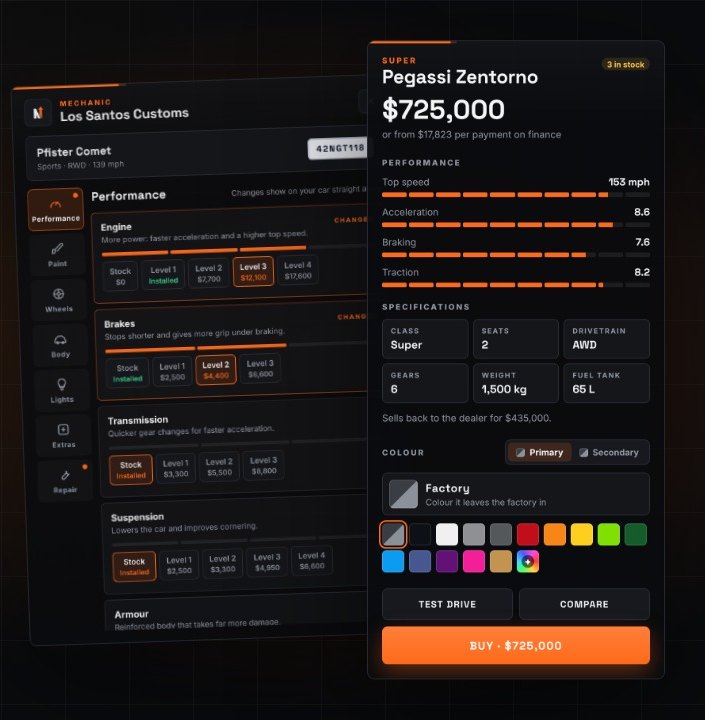 MECHANIC
Los Santos Customs
Pfister Comet
Sports · RWD · 139 mph
42NGT118
Performance
Paint
Wheels
Body
Lights
Extras
Repair
Performance
Changes show on your car straight a
Engine
CHANGE
More power: faster acceleration and a higher top speed.
Stock Level 1 Level 2 Level 3 Level 4
$0 Installed $7,700 $12,100 $17,600
Brakes
CHANG
Stops shorter and gives more grip under braking.
Stock Level 1 Level 2 Level 3
Installed $2,500 $4,400 $6,600
Transmission
Quicker gear changes for faster acceleration.
Stock Level 1 Level 2 Level 3
Installed $3,300 $5,500 $8,800
Suspension
Lowers the car and improves cornering.
Stock Level 1 Level 2 Level 3 Level 4
Installed $2,500 $3,300 $4,950 $6,600
Armour
Reinforced body that takes far more damage.
SUPER
Pegassi Zentorno
3 in stock
$725,000
or from $17,823 per payment on finance
PERFORMANCE
Top speed 153 mph
Acceleration 8.6
Braking 7.6
Traction 8.2
SPECIFICATIONS
CLASS SEATS DRIVETRAIN
Super 2 AWD
GEARS WEIGHT FUEL TANK
6 1,500 kg 65 L
Sells back to the dealer for $435,000.
COLOUR Primary Secondary
Factory
Colour it leaves the factory in
TEST DRIVE COMPARE
BUY · $725,000